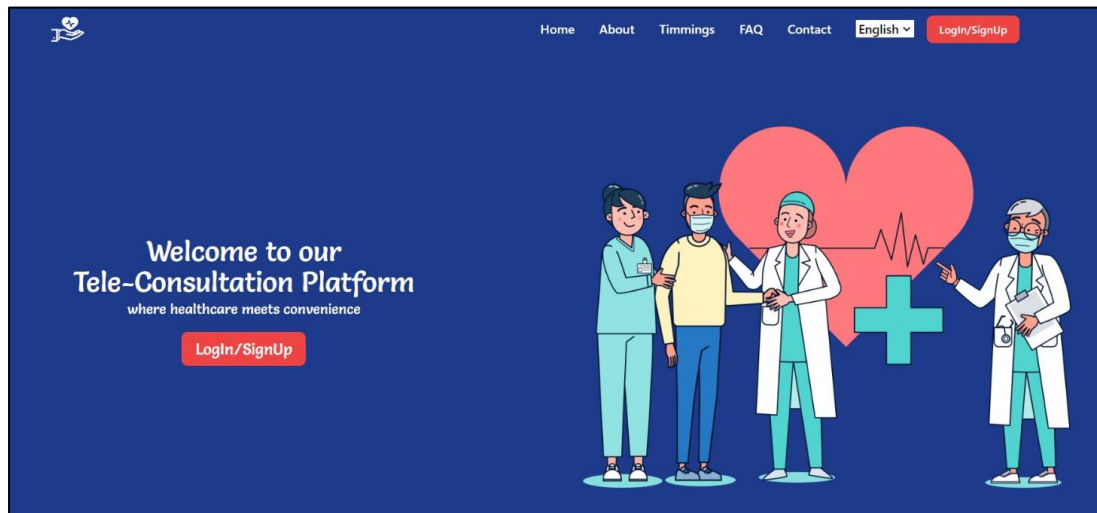 Home About Timmings FAQ Contact English LogIn/SignUp
Welcome to our
Tele-Consultation Platform
where healthcare meets convenience
LogIn/SignUp